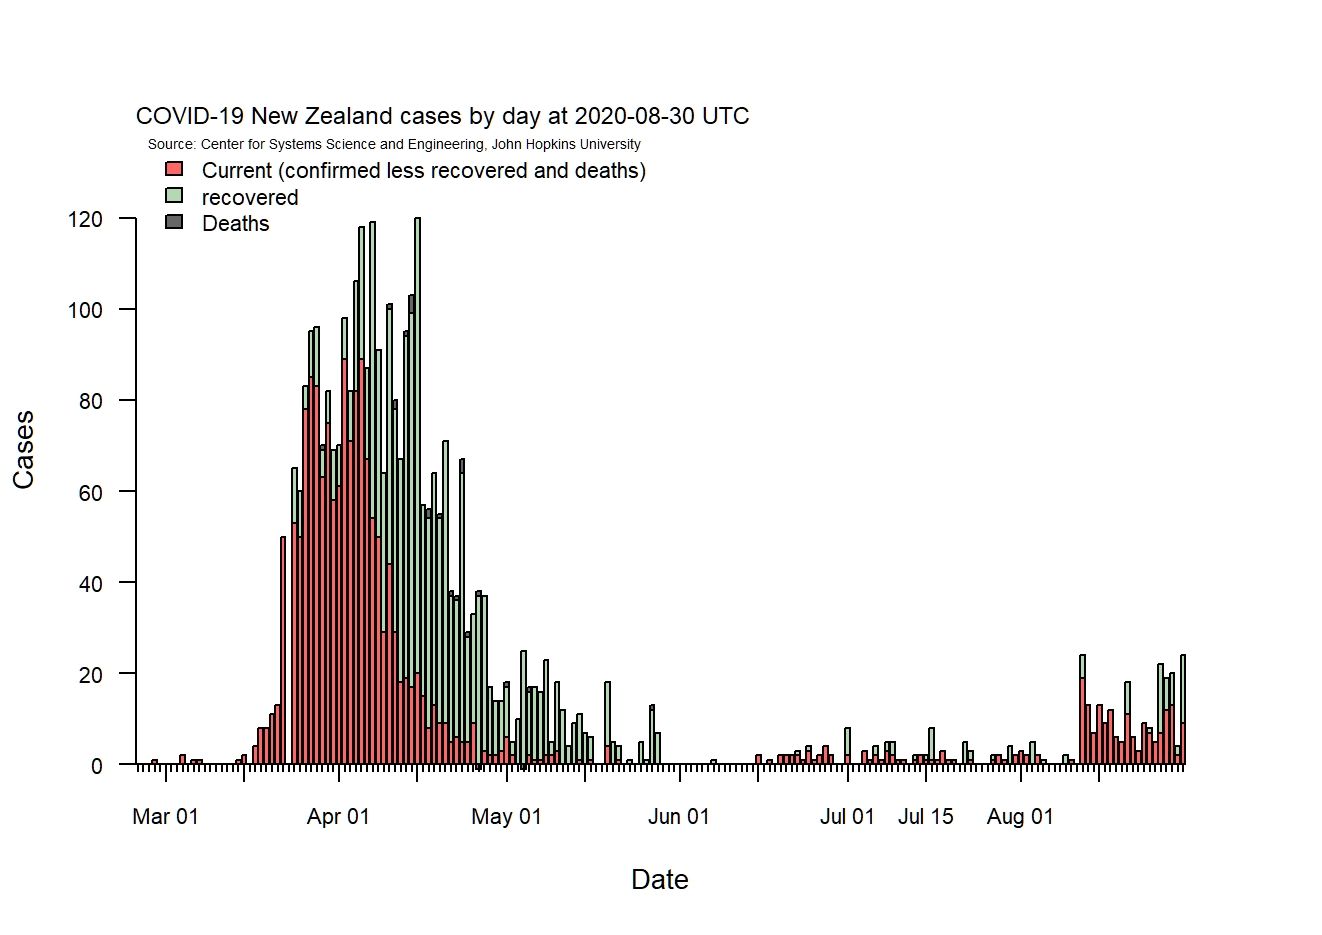 COVID-19 New Zealand cases by day at 2020-08-30 UTC
Source: Center for Systems Science and Engineering, John Hopkins University
Current (confirmed less recovered and deaths)
recovered
Deaths
120
100
80
60
40
20
0
Cases
Mar 01 Apr 01 May 01 Jun 01 Jul 01 Jul 15 Aug 01
Date